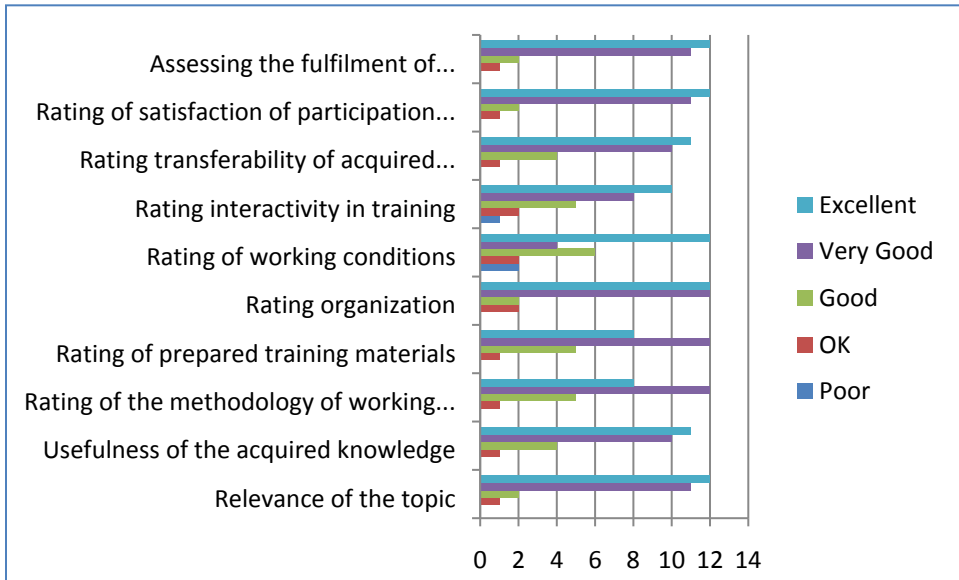 Assessing the fulfilment of...
Rating of satisfaction of participation...
Rating transferability of acquired...
Rating interactivity in training
Rating of working conditions
Rating organization
Rating of prepared training materials
Rating of the methodology of working...
Usefulness of the acquired knowledge
Relevance of the topic
0 2 4 6 8 10 12 14
Excellent
Very Good
Good
OK
Poor